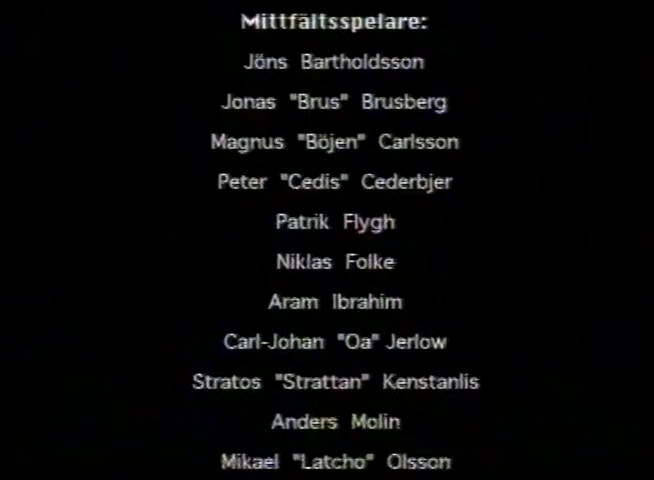 Mittfältsspelare:
Jöns Bartholdsson
Jonas "Brus" Brusberg
Magnus "Böjen" Carlsson
Peter "Cedis" Cederbjer
Patrik Flygh
Niklas Folke
Aram Ibrahim
Carl-Johan "Oa" Jerlow
Stratos "Strattan" Kenstanlis
Anders Molin
Mikael "Latcho" Olsson